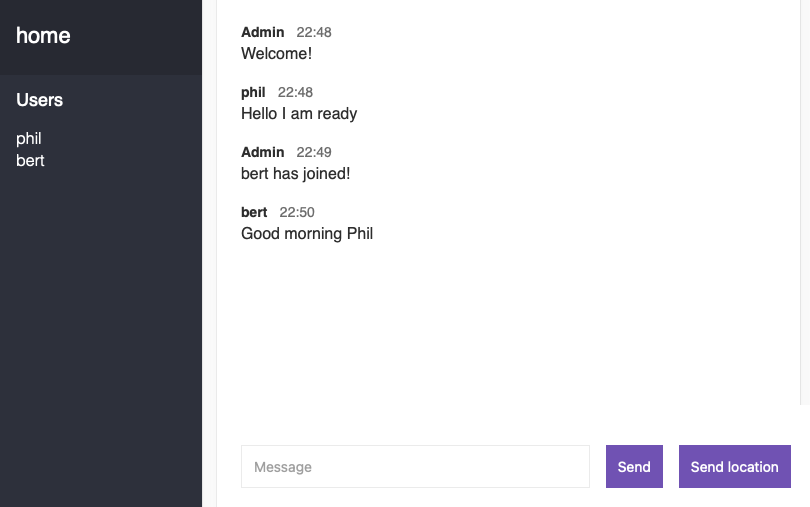 home
Users
phil
bert
Admin 22:48
Welcome!
phil 22:48
Hello I am ready
Admin 22:49
bert has joined!
bert 22:50
Good morning Phil
Message
Send
Send location